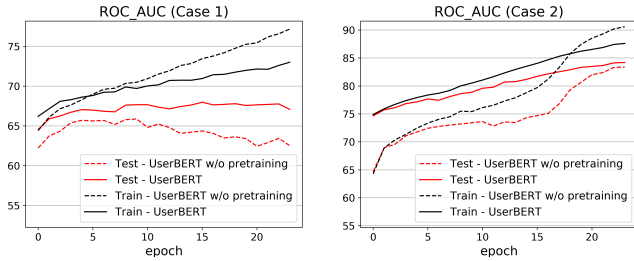 ROC_AUC (Case 1)
75
70
65
60
55
0 5 10 15 20
epoch
Test - UserBERT w/o pretraining
Test - UserBERT
Train - UserBERT w/o pretraining
Train - UserBERT
ROC_AUC (Case 2)
90
85
80
75
70
65
60
55
0 5 10 15 20
epoch
Test - UserBERT w/o pretraining
Test - UserBERT
Train - UserBERT w/o pretraining
Train - UserBERT